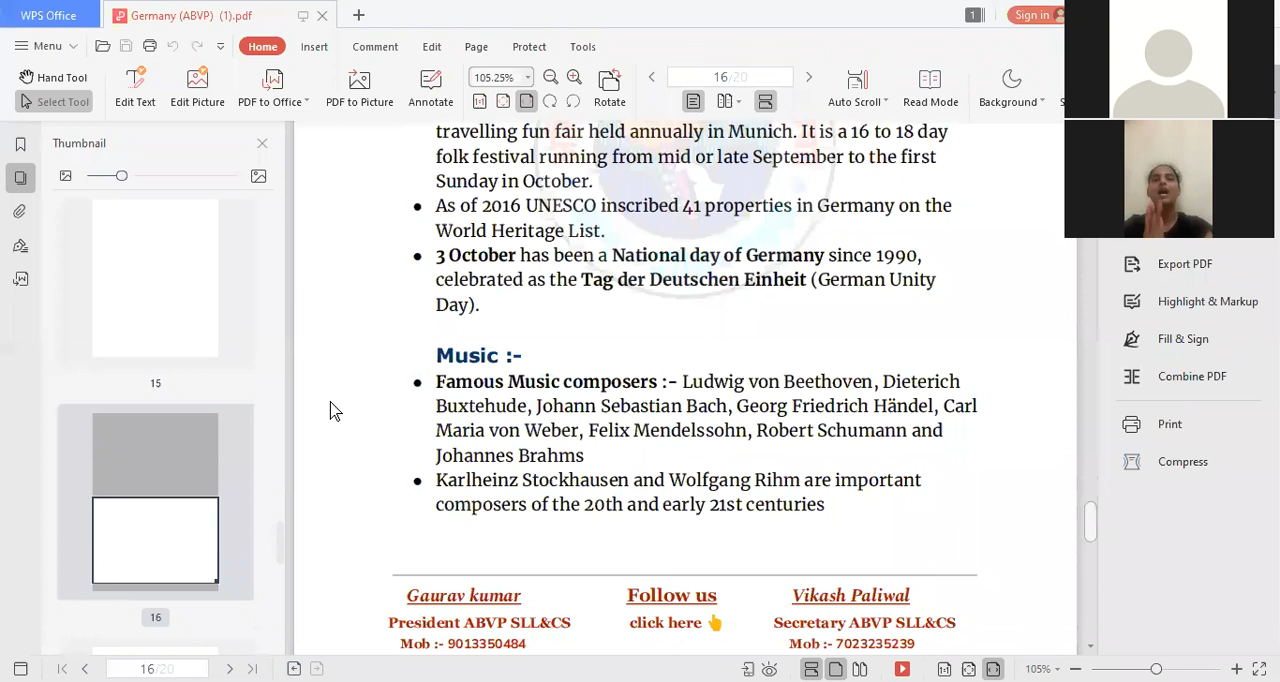 WPS Office
Germany (ABVP) (1).pdf
1
Sign in
Menu
Home
Insert
Comment
Edit
Page
Protect
Tools
Hand Tool
Select Tool
Edit Text
Edit Picture
PDF to Office
PDF to Picture
Annotate
105.25%
Rotate
16/20
Auto Scroll
Read Mode
Background
Thumbnail
15
16
travelling fun fair held annually in Munich. It is a 16 to 18 day
folk festival running from mid or late September to the first
Sunday in October.
● As of 2016 UNESCO inscribed 41 properties in Germany on the
World Heritage List.
● 3 October has been a National day of Germany since 1990,
celebrated as the Tag der Deutschen Einheit (German Unity
Day).
Music :-
● Famous Music composers :- Ludwig von Beethoven, Dieterich
Buxtehude, Johann Sebastian Bach, Georg Friedrich Händel, Carl
Maria von Weber, Felix Mendelssohn, Robert Schumann and
Johannes Brahms
● Karlheinz Stockhausen and Wolfgang Rihm are important
composers of the 20th and early 21st centuries
Gaurav kumar
President ABVP SLL&CS
Mob :- 9013350484
Follow us
click here 👆
Vikash Paliwal
Secretary ABVP SLL&CS
Mob :- 7023235239
Export PDF
Highlight & Markup
Fill & Sign
Combine PDF
Print
Compress
16/20
105%